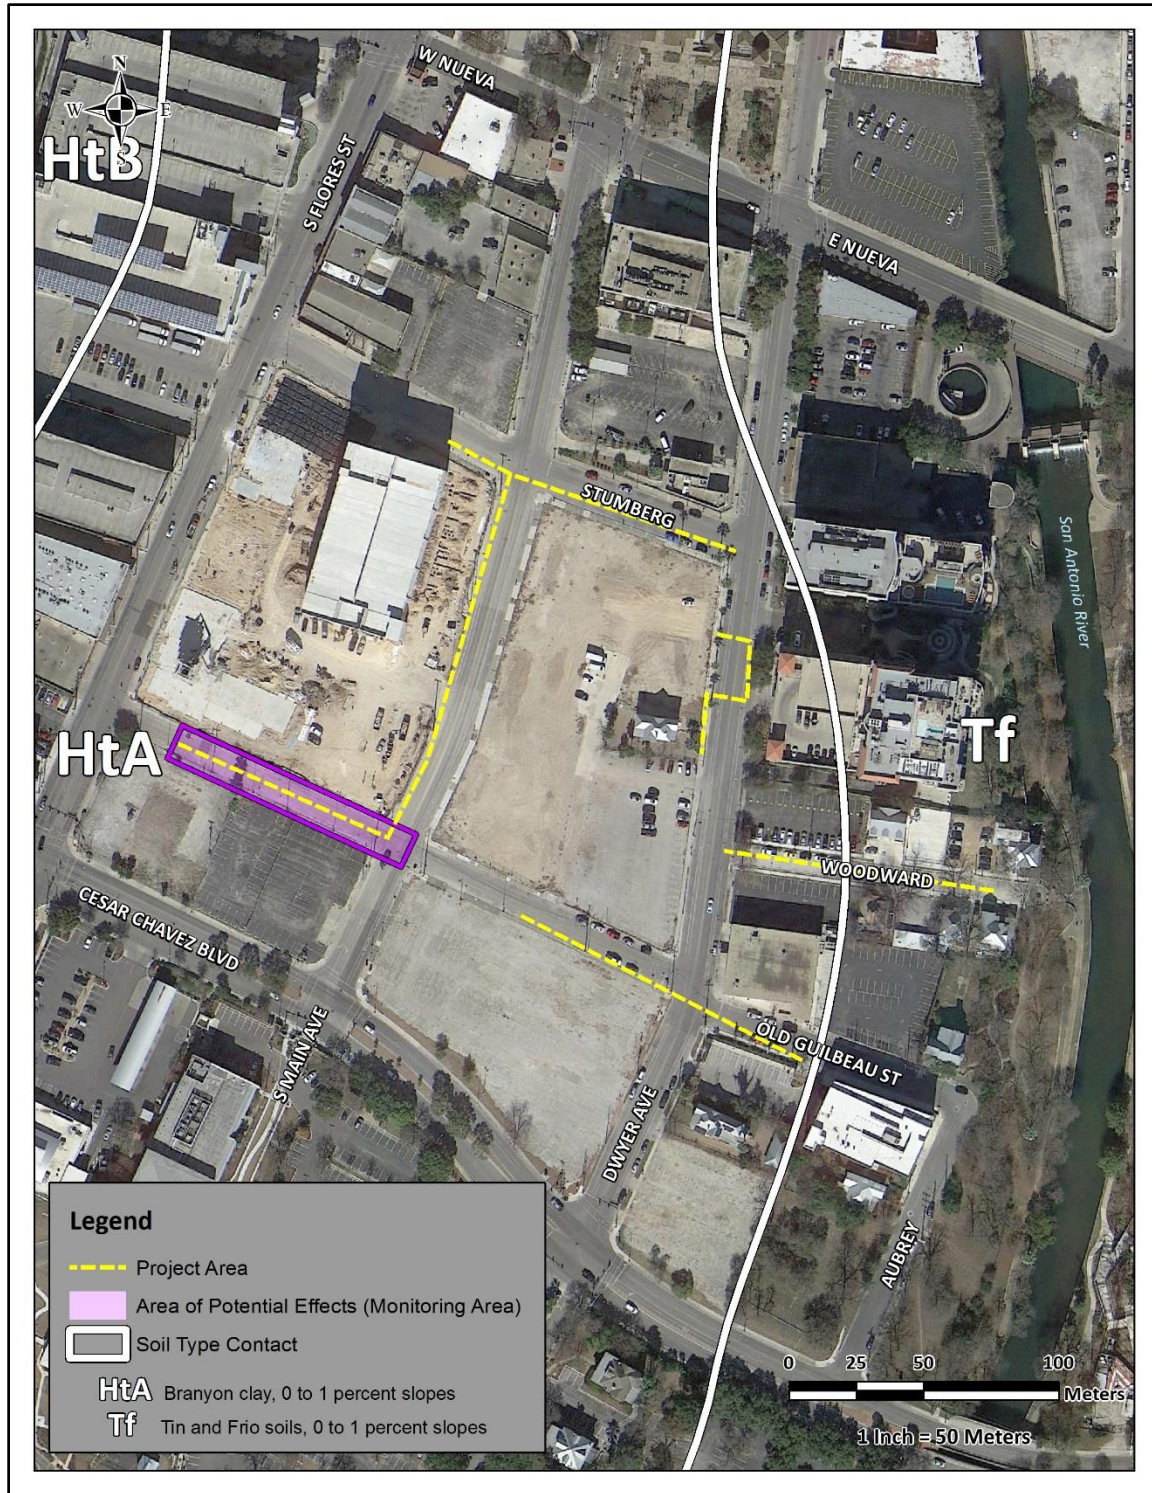 W NUEVA
N
W E
S
HtB
S FLORES ST
E NUEVA
STUMBERG
San Antonio River
HtA
Tf
WOODWARD
CESAR CHAVEZ BLVD
S MAIN AVE
OLD GUILBEAU ST
DWYER AVE
AUBREY
Legend
Project Area
Area of Potential Effects (Monitoring Area)
Soil Type Contact
HtA Branyon clay, 0 to 1 percent slopes
Tf Tin and Frio soils, 0 to 1 percent slopes
0 25 50 100
Meters
1 Inch = 50 Meters